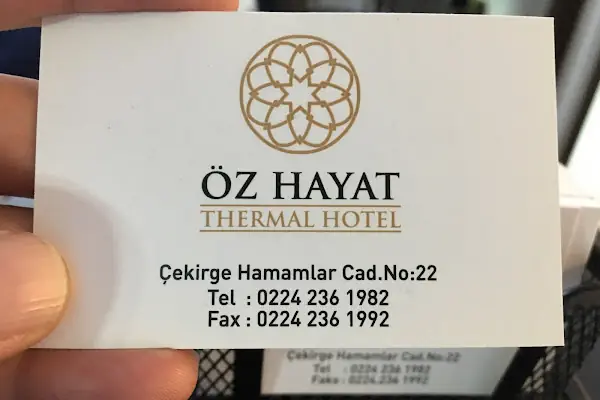 ÖZ HAYAT
THERMAL HOTEL
Çekirge Hamamlar Cad.No:22
Tel : 0224 236 1982
Fax : 0224 236 1992
Çekirge Hamamlar Cad.No:22
Tel : 0224 236 1982
Faks : 0224.236 1992